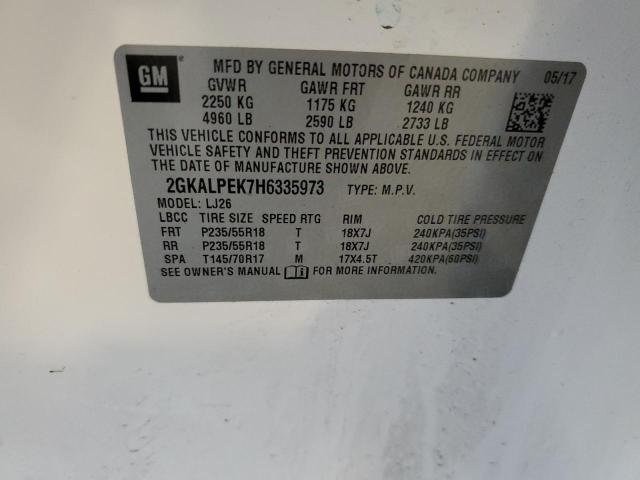 GM MFD BY GENERAL MOTORS OF CANADA COMPANY 05/17
GVWR GAWR FRT GAWR RR
2250 KG 1175 KG 1240 KG
4960 LB 2590 LB 2733 LB
THIS VEHICLE CONFORMS TO ALL APPLICABLE U.S. FEDERAL MOTOR
VEHICLE SAFETY AND THEFT PREVENTION STANDARDS IN EFFECT ON
THE DATE OF MANUFACTURE SHOWN ABOVE.
2GKALPEK7H6335973 TYPE: M.P.V.
MODEL: LJ26
LBCC TIRE SIZE SPEED RTG RIM COLD TIRE PRESSURE
FRT P235/55R18 T 18X7J 240KPA(35PSI)
RR P235/55R18 T 18X7J 240KPA(35PSI)
SPA T145/70R17 M 17X4.5T 420KPA(60PSI)
SEE OWNER'S MANUAL FOR MORE INFORMATION.